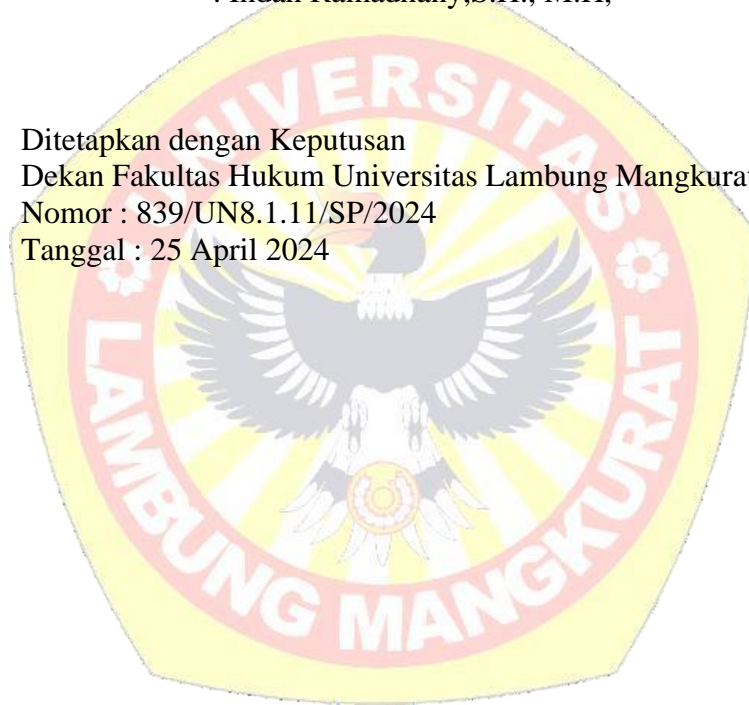 Ditetapkan dengan Keputusan
Dekan Fakultas Hukum Universitas Lambung Mangkurat
Nomor : 839/UN8.1.11/SP/2024
Tanggal : 25 April 2024
UNIVERSITAS
LAMBUNG MANGKURAT